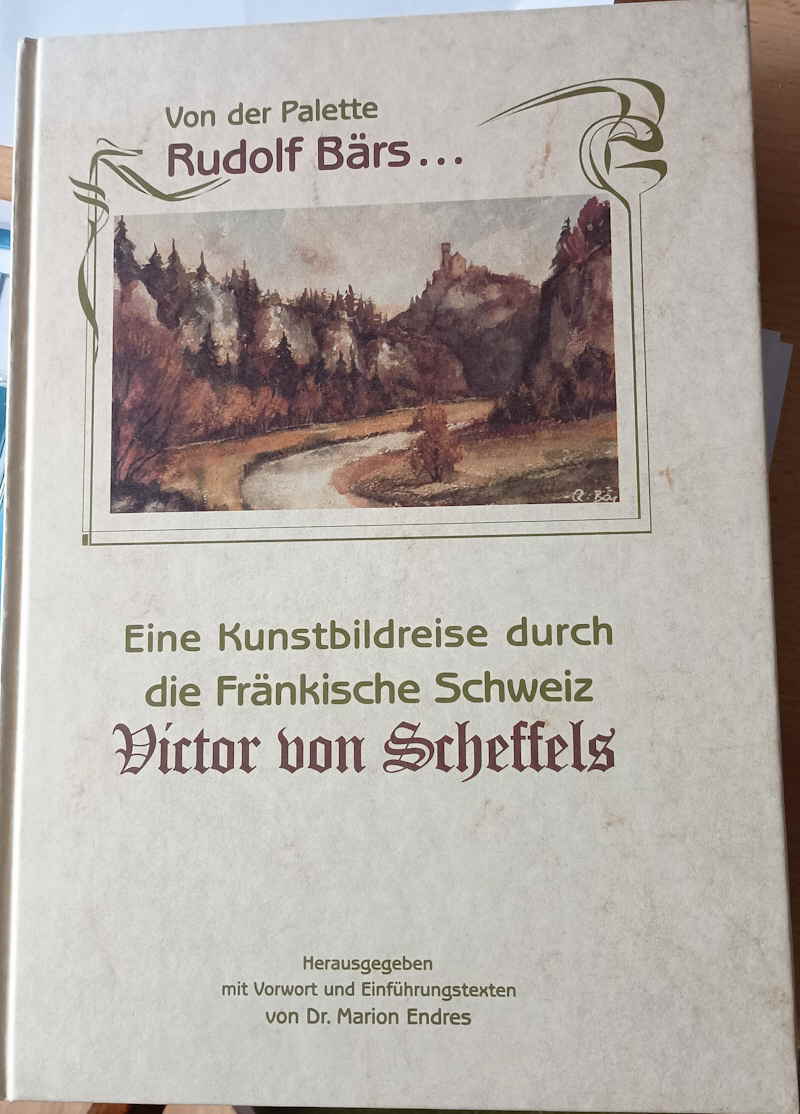 Von der Palette
Rudolf Bärs...
R. Bär
Eine Kunstbildreise durch
die Fränkische Schweiz
Victor von Scheffels
Herausgegeben
mit Vorwort und Einführungstexten
von Dr. Marion Endres